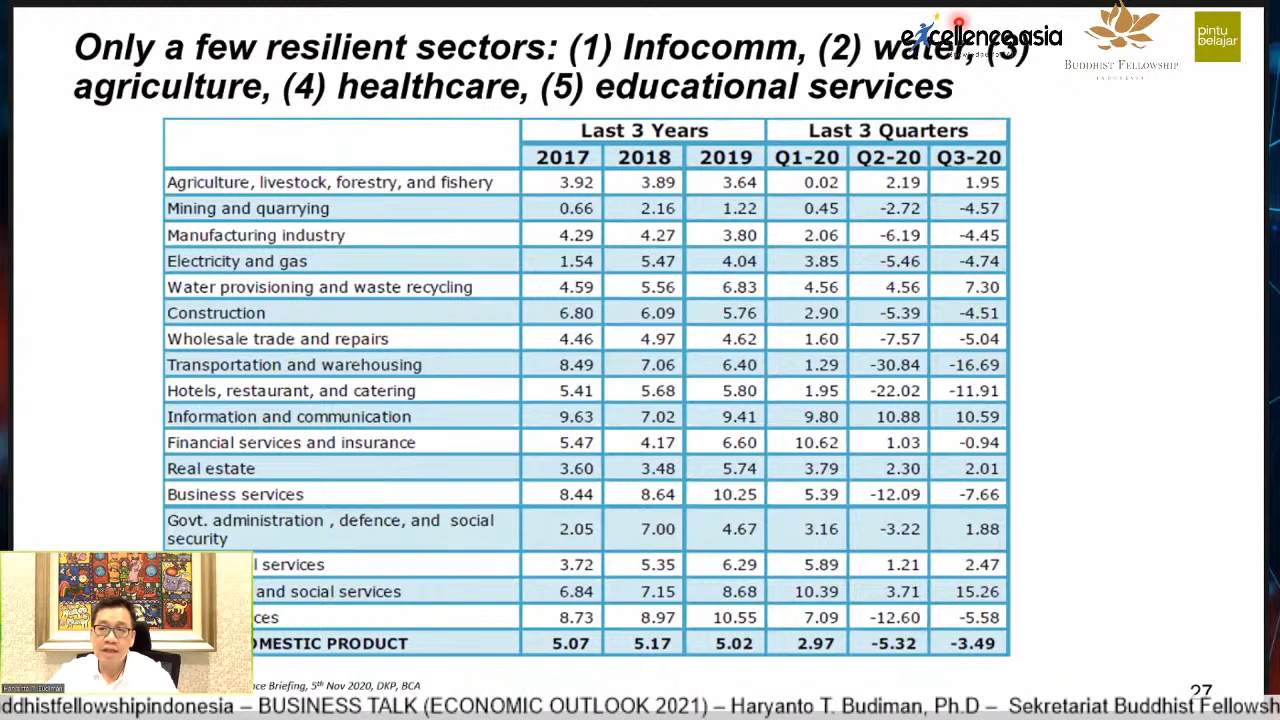 Only a few resilient sectors: (1) Infocomm, (2) water, (3)
agriculture, (4) healthcare, (5) educational services
excellence asia
BUDDHIST FELLOWSHIP
INDONESIA
pintu
belajar
Last 3 Years Last 3 Quarters
2017 2018 2019 Q1-20 Q2-20 Q3-20
Agriculture, livestock, forestry, and fishery 3.92 3.89 3.64 0.02 2.19 1.95
Mining and quarrying 0.66 2.16 1.22 0.45 -2.72 -4.57
Manufacturing industry 4.29 4.27 3.80 2.06 -6.19 -4.45
Electricity and gas 1.54 5.47 4.04 3.85 -5.46 -4.74
Water provisioning and waste recycling 4.59 5.56 6.83 4.56 4.56 7.30
Construction 6.80 6.09 5.76 2.90 -5.39 -4.51
Wholesale trade and repairs 4.46 4.97 4.62 1.60 -7.57 -5.04
Transportation and warehousing 8.49 7.06 6.40 1.29 -30.84 -16.69
Hotels, restaurant, and catering 5.41 5.68 5.80 1.95 -22.02 -11.91
Information and communication 9.63 7.02 9.41 9.80 10.88 10.59
Financial services and insurance 5.47 4.17 6.60 10.62 1.03 -0.94
Real estate 3.60 3.48 5.74 3.79 2.30 2.01
Business services 8.44 8.64 10.25 5.39 -12.09 -7.66
Govt. administration , defence, and social
security 2.05 7.00 4.67 3.16 -3.22 1.88
l services 3.72 5.35 6.29 5.89 1.21 2.47
and social services 6.84 7.15 8.68 10.39 3.71 15.26
ces 8.73 8.97 10.55 7.09 -12.60 -5.58
OMESTIC PRODUCT 5.07 5.17 5.02 2.97 -5.32 -3.49
nce Briefing, 5th Nov 2020, DKP, BCA
27
Haryanto T. Budiman
ddhistfellowshipindonesia – BUSINESS TALK (ECONOMIC OUTLOOK 2021) – Haryanto T. Budiman, Ph.D – Sekretariat Buddhist Fellowsh